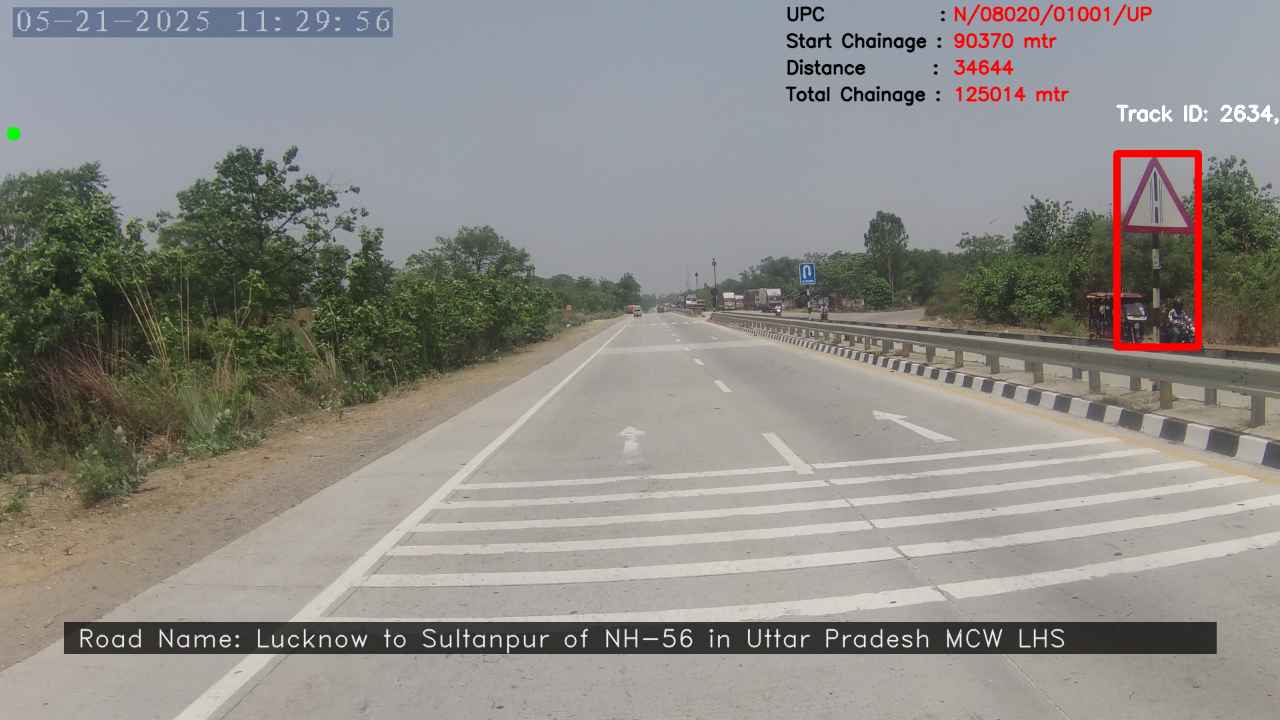 05-21-2025 11:29:56
UPC : N/08020/01001/UP
Start Chainage : 90370 mtr
Distance : 34644
Total Chainage : 125014 mtr
Track ID: 2634,
Road Name: Lucknow to Sultanpur of NH-56 in Uttar Pradesh MCW LHS